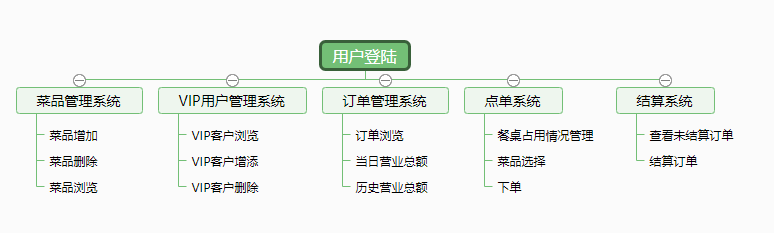 用户登陆
菜品管理系统
菜品增加
菜品删除
菜品浏览
VIP用户管理系统
VIP客户浏览
VIP客户增添
VIP客户删除
订单管理系统
订单浏览
当日营业总额
历史营业总额
点单系统
餐桌占用情况管理
菜品选择
下单
结算系统
查看未结算订单
结算订单